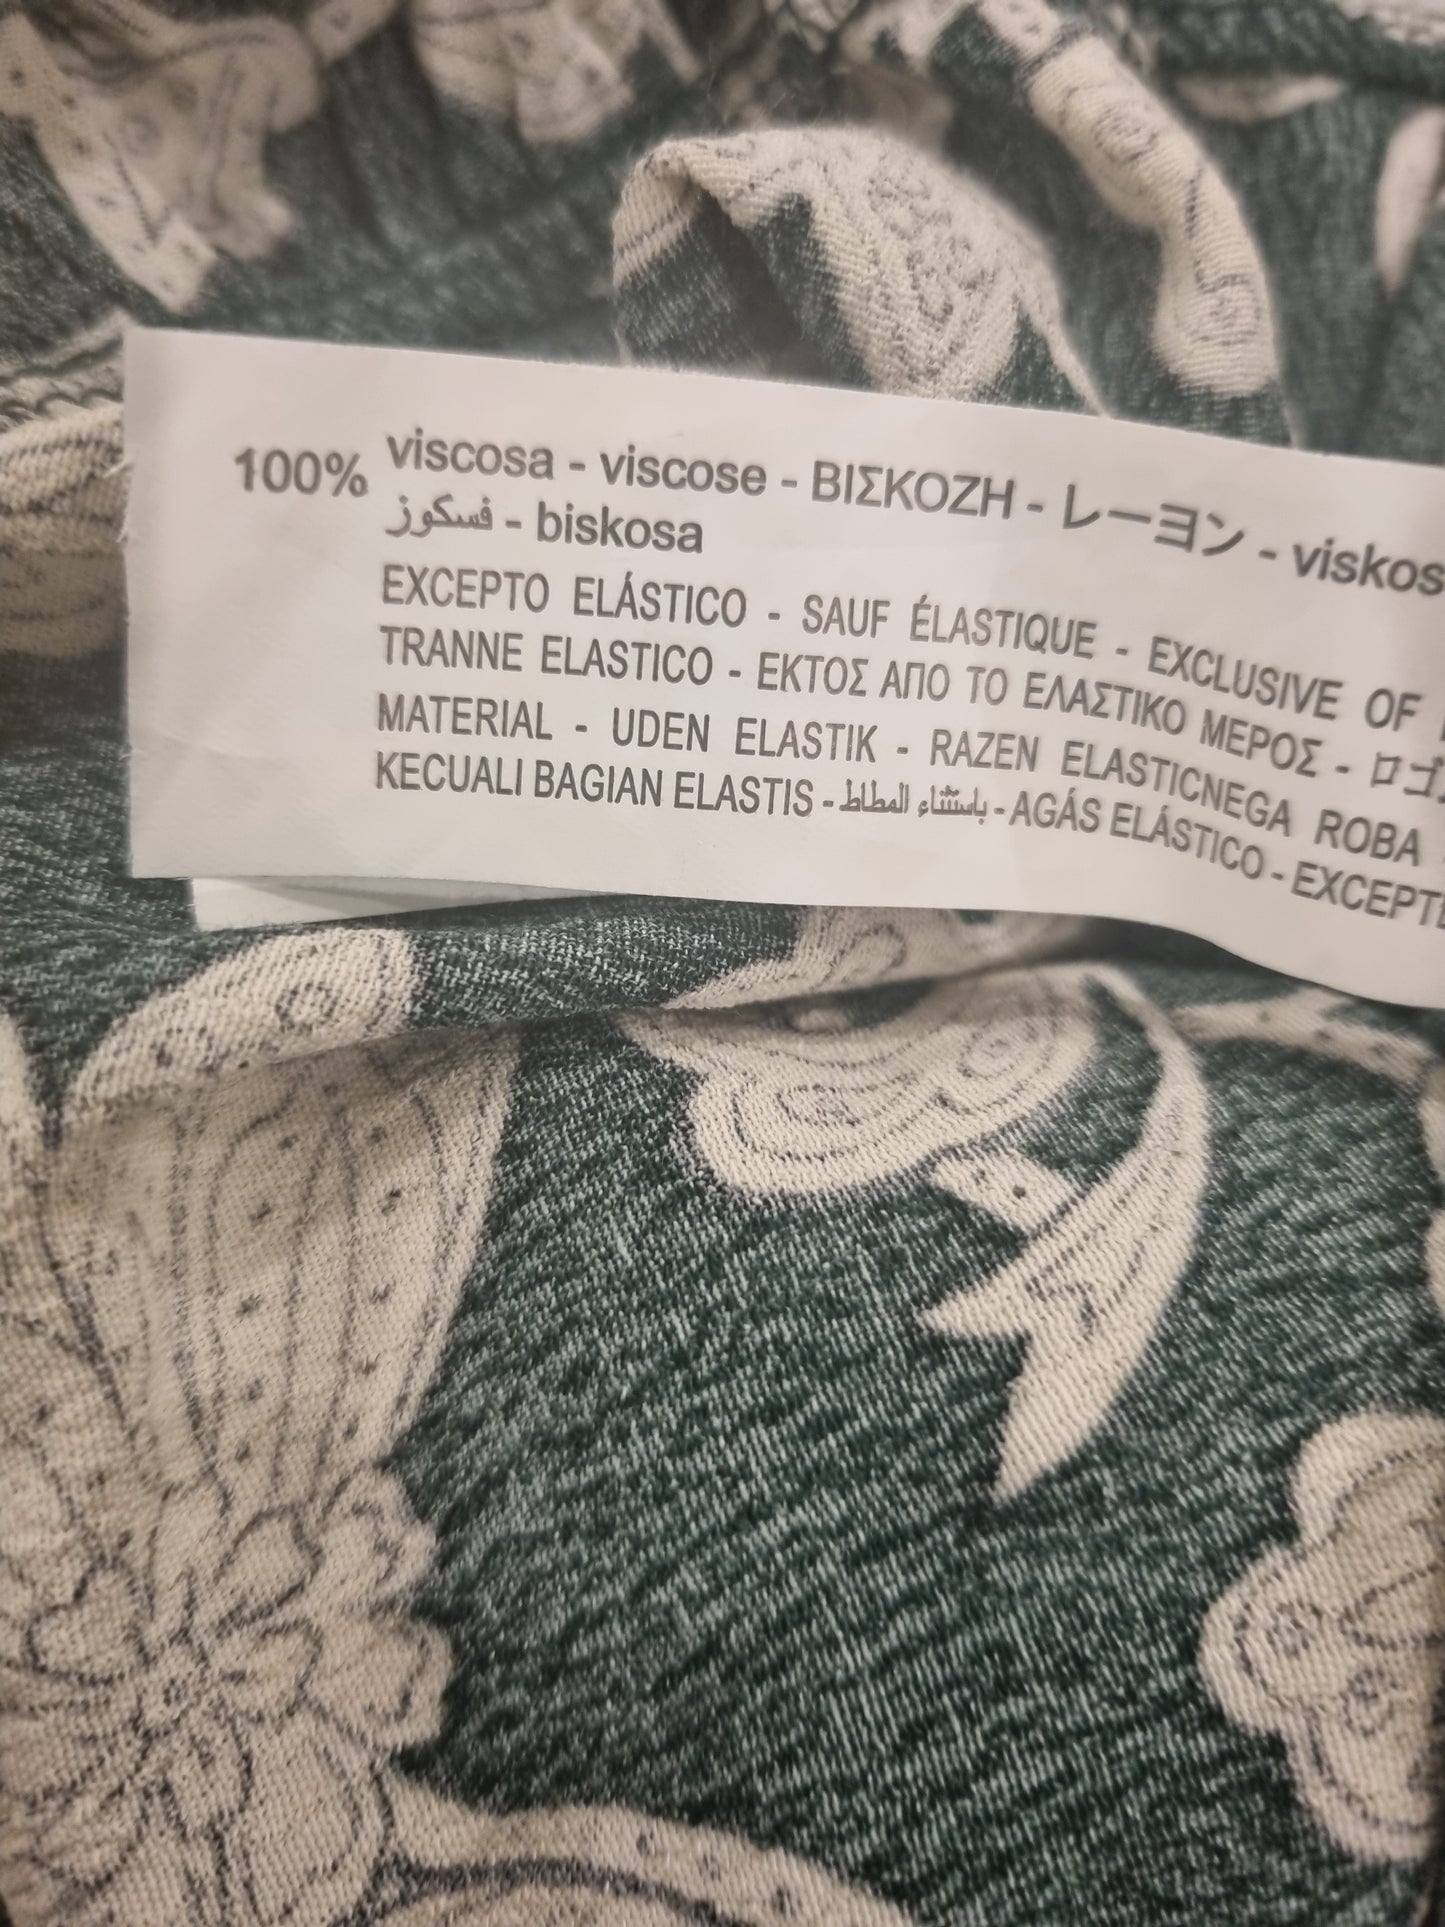 100% viscosa - viscose - ΒΙΣΚΟΖΗ - レーヨン - viskos
فسكوز - biskosa
EXCEPTO ELÁSTICO - SAUF ÉLASTIQUE - EXCLUSIVE OF
TRANNE ELASTICO - ΕΚΤΟΣ ΑΠΟ ΤΟ ΕΛΑΣΤΙΚΟ ΜΕΡΟΣ - ロゴ
MATERIAL - UDEN ELASTIK - RAZEN ELASTICNEGA ROBA
KECUALI BAGIAN ELASTIS - باستثناء المطاط - AGÁS ELÁSTICO - EXCEPT